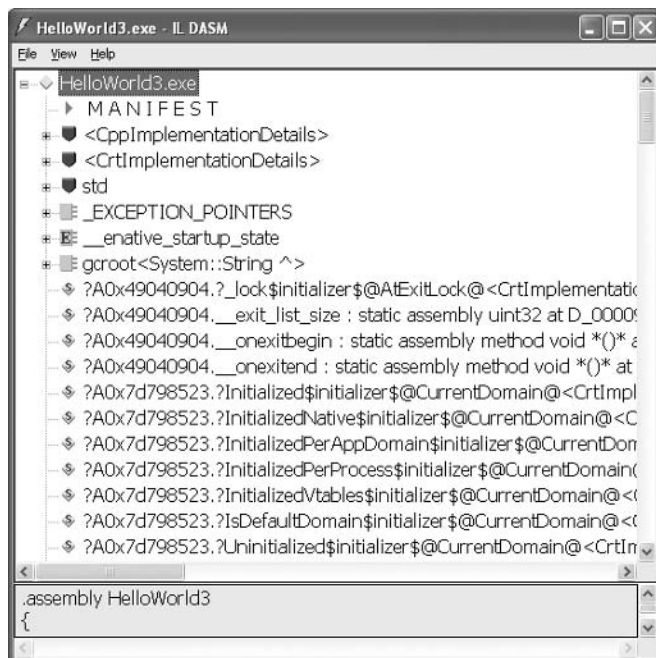 HelloWorld3.exe - IL DASM
File View Help
HelloWorld3.exe
M A N I F E S T
<CppImplementationDetails>
<CrtImplementationDetails>
std
_EXCEPTION_POINTERS
__enative_startup_state
gcroot<System::String ^>
?A0x49040904.?_lock$initializer$@AtExitLock@<CrtImplementatic
?A0x49040904.__exit_list_size : static assembly uint32 at D_00009
?A0x49040904.__onexitbegin : static assembly method void *()* a
?A0x49040904.__onexitend : static assembly method void *()* at
?A0x7d798523.?Initialized$initializer$@CurrentDomain@<CrtImpl
?A0x7d798523.?InitializedNative$initializer$@CurrentDomain@<C
?A0x7d798523.?InitializedPerAppDomain$initializer$@CurrentDom
?A0x7d798523.?InitializedPerProcess$initializer$@CurrentDomain@
?A0x7d798523.?InitializedVtables$initializer$@CurrentDomain@<C
?A0x7d798523.?IsDefaultDomain$initializer$@CurrentDomain@<C
?A0x7d798523.?Uninitialized$initializer$@CurrentDomain@<CrtIm
.assembly HelloWorld3
{